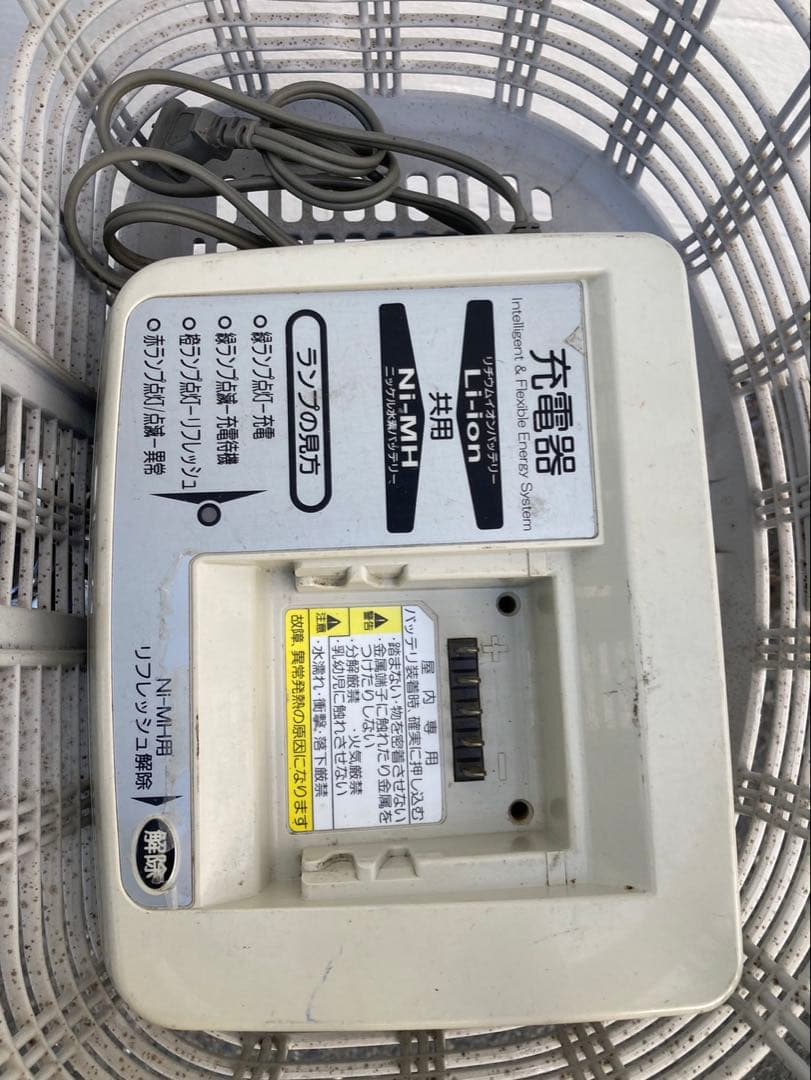 充電器
Intelligent & Flexible Energy System
リチウムイオンバッテリー
Li-ion
共用
Ni-MH
ニッケル水素バッテリー
ランプの見方
緑ランプ点灯－充電
緑ランプ点滅－充電待機
橙ランプ点灯－リフレッシュ
赤ランプ点灯/点滅－異常
Ni-MH用
リフレッシュ解除
解除
屋内専用
バッテリ装着時、確実に押し込む
警告
・踏まない・物を密着させない
・金属端子に触れたり金属を
つけたりしない
・分解厳禁 ・火気厳禁
注意
・水濡れ・衝撃・落下厳禁
・乳幼児に触れさせない
故障、異常発熱の原因になります
＋
－